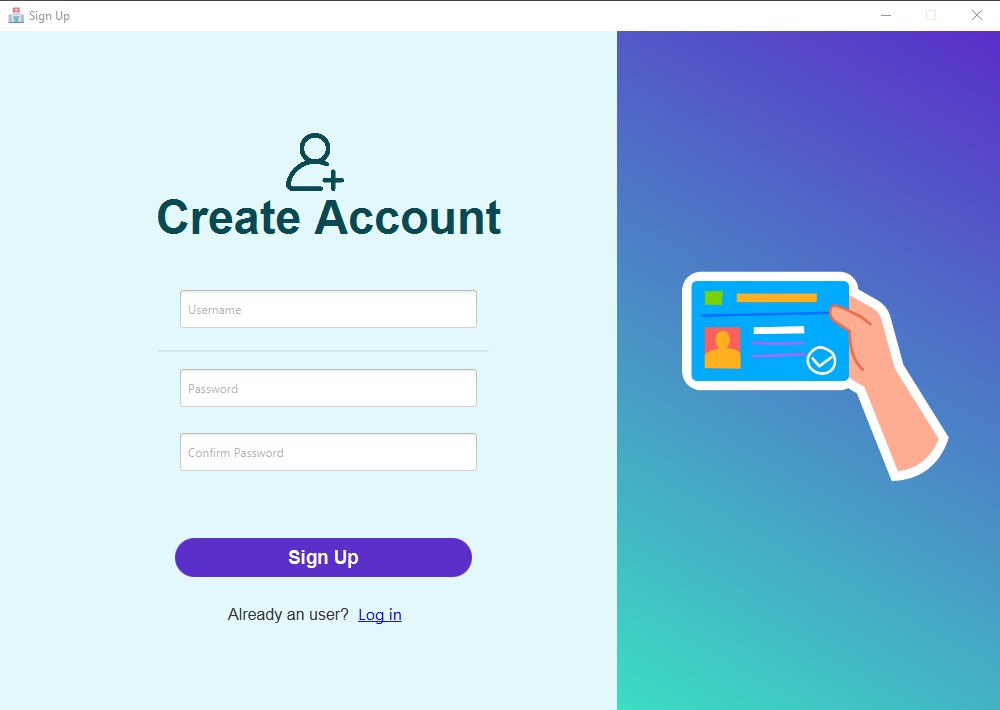 Sign Up
Create Account
Username
Password
Confirm Password
Sign Up
Already an user? Log in